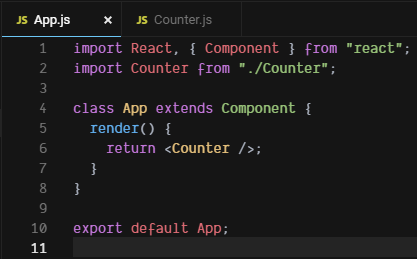 JS App.js × JS Counter.js
1 import React, { Component } from "react";
2 import Counter from "./Counter";
3
4 class App extends Component {
5   render() {
6     return <Counter />;
7   }
8 }
9
10 export default App;
11